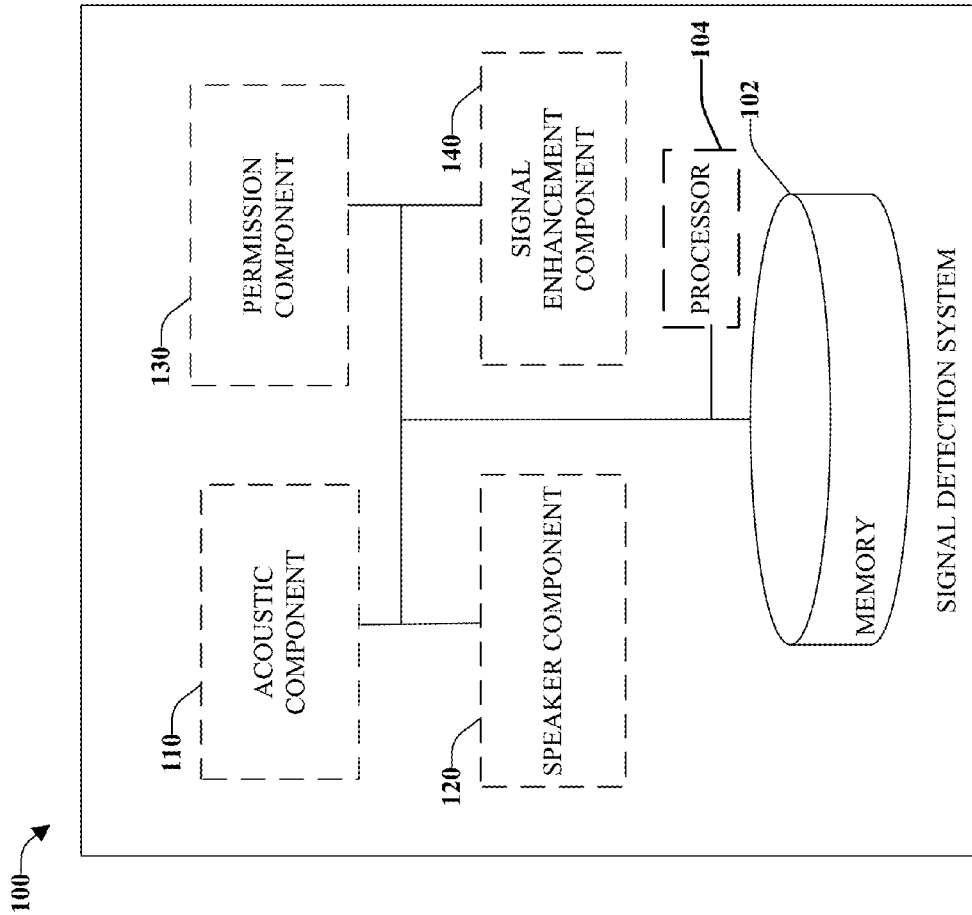 100
110
ACOUSTIC
COMPONENT
130
PERMISSION
COMPONENT
120
SPEAKER COMPONENT
140
SIGNAL
ENHANCEMENT
COMPONENT
104
PROCESSOR
102
MEMORY
SIGNAL DETECTION SYSTEM